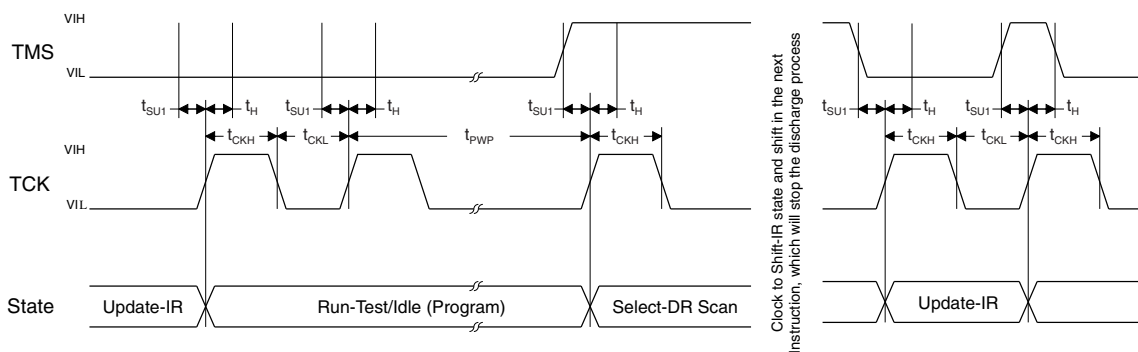 VIH
TMS
VIL
tSU1 tH tSU1 tH tSU1 tH tSU1 tH tSU1 tH
tCKH tCKL tPWP tCKH tCKH tCKL tCKH
VIH
TCK
VIL
State
Update-IR
Run-Test/Idle (Program)
Select-DR Scan
Clock to Shift-IR state and shift in the next
Instruction, which will stop the discharge process
Update-IR